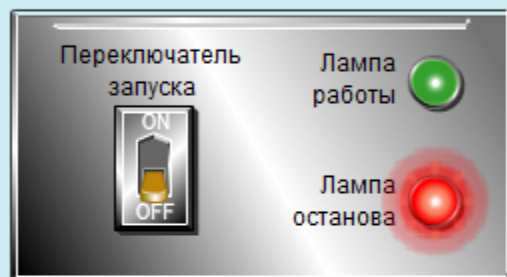 Переключатель
запуска
ON
OFF
Лампа
работы
Лампа
останова